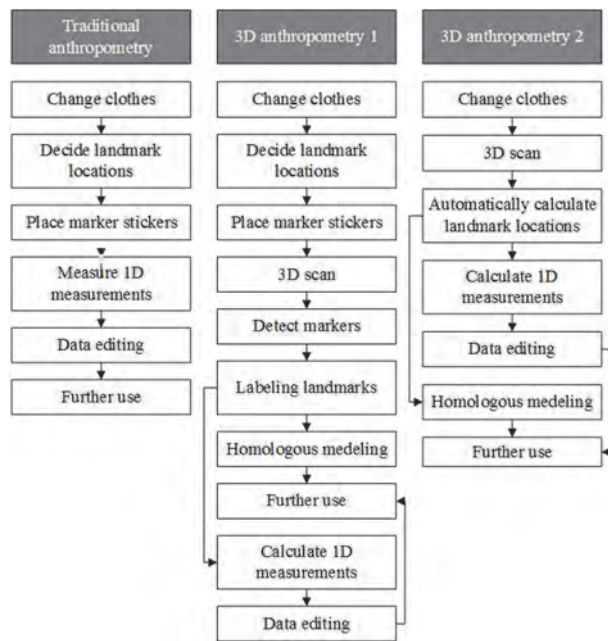 Traditional
anthropometry
Change clothes
Decide landmark
locations
Place marker stickers
Measure 1D
measurements
Data editing
Further use
3D anthropometry 1
Change clothes
Decide landmark
locations
Place marker stickers
3D scan
Detect markers
Labeling landmarks
Homologous medeling
Further use
Calculate 1D
measurements
Data editing
3D anthropometry 2
Change clothes
3D scan
Automatically calculate
landmark locations
Calculate 1D
measurements
Data editing
Homologous medeling
Further use